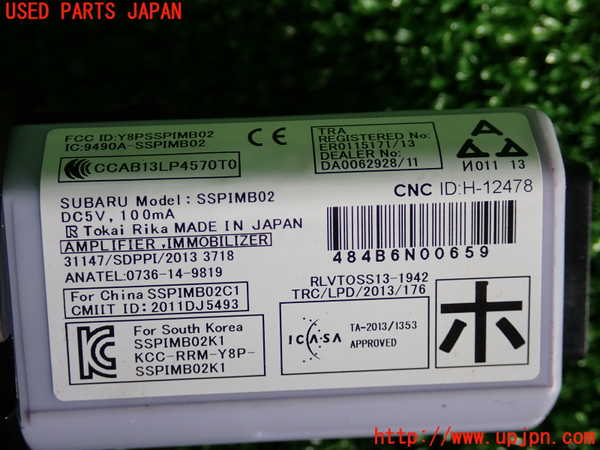 USED PARTS JAPAN
FCC ID:Y8PSSPIMB02
IC:9490A-SSPIMB02
CE
CCAB13LP4570T0
TRA
REGISTERED No:
ER0115171/13
DEALER No:
DA0062928/11
И011 13
SUBARU Model: SSPIMB02
DC5V, 100mA
Tokai Rika MADE IN JAPAN
AMPLIFIER,IMMOBILIZER
31147/SDPPI/2013 3718
ANATEL:0736-14-9819
CNC ID:H-12478
484B6N00659
RLVTOSS13-1942
TRC/LPD/2013/176
For China SSPIMB02C1
CMIIT ID: 2011DJ5493
For South Korea
SSPIMB02K1
KCC-RRM-Y8P-
SSPIMB02K1
ICASA
TA-2013/1353
APPROVED
ホ
http://www.upjpn.com/